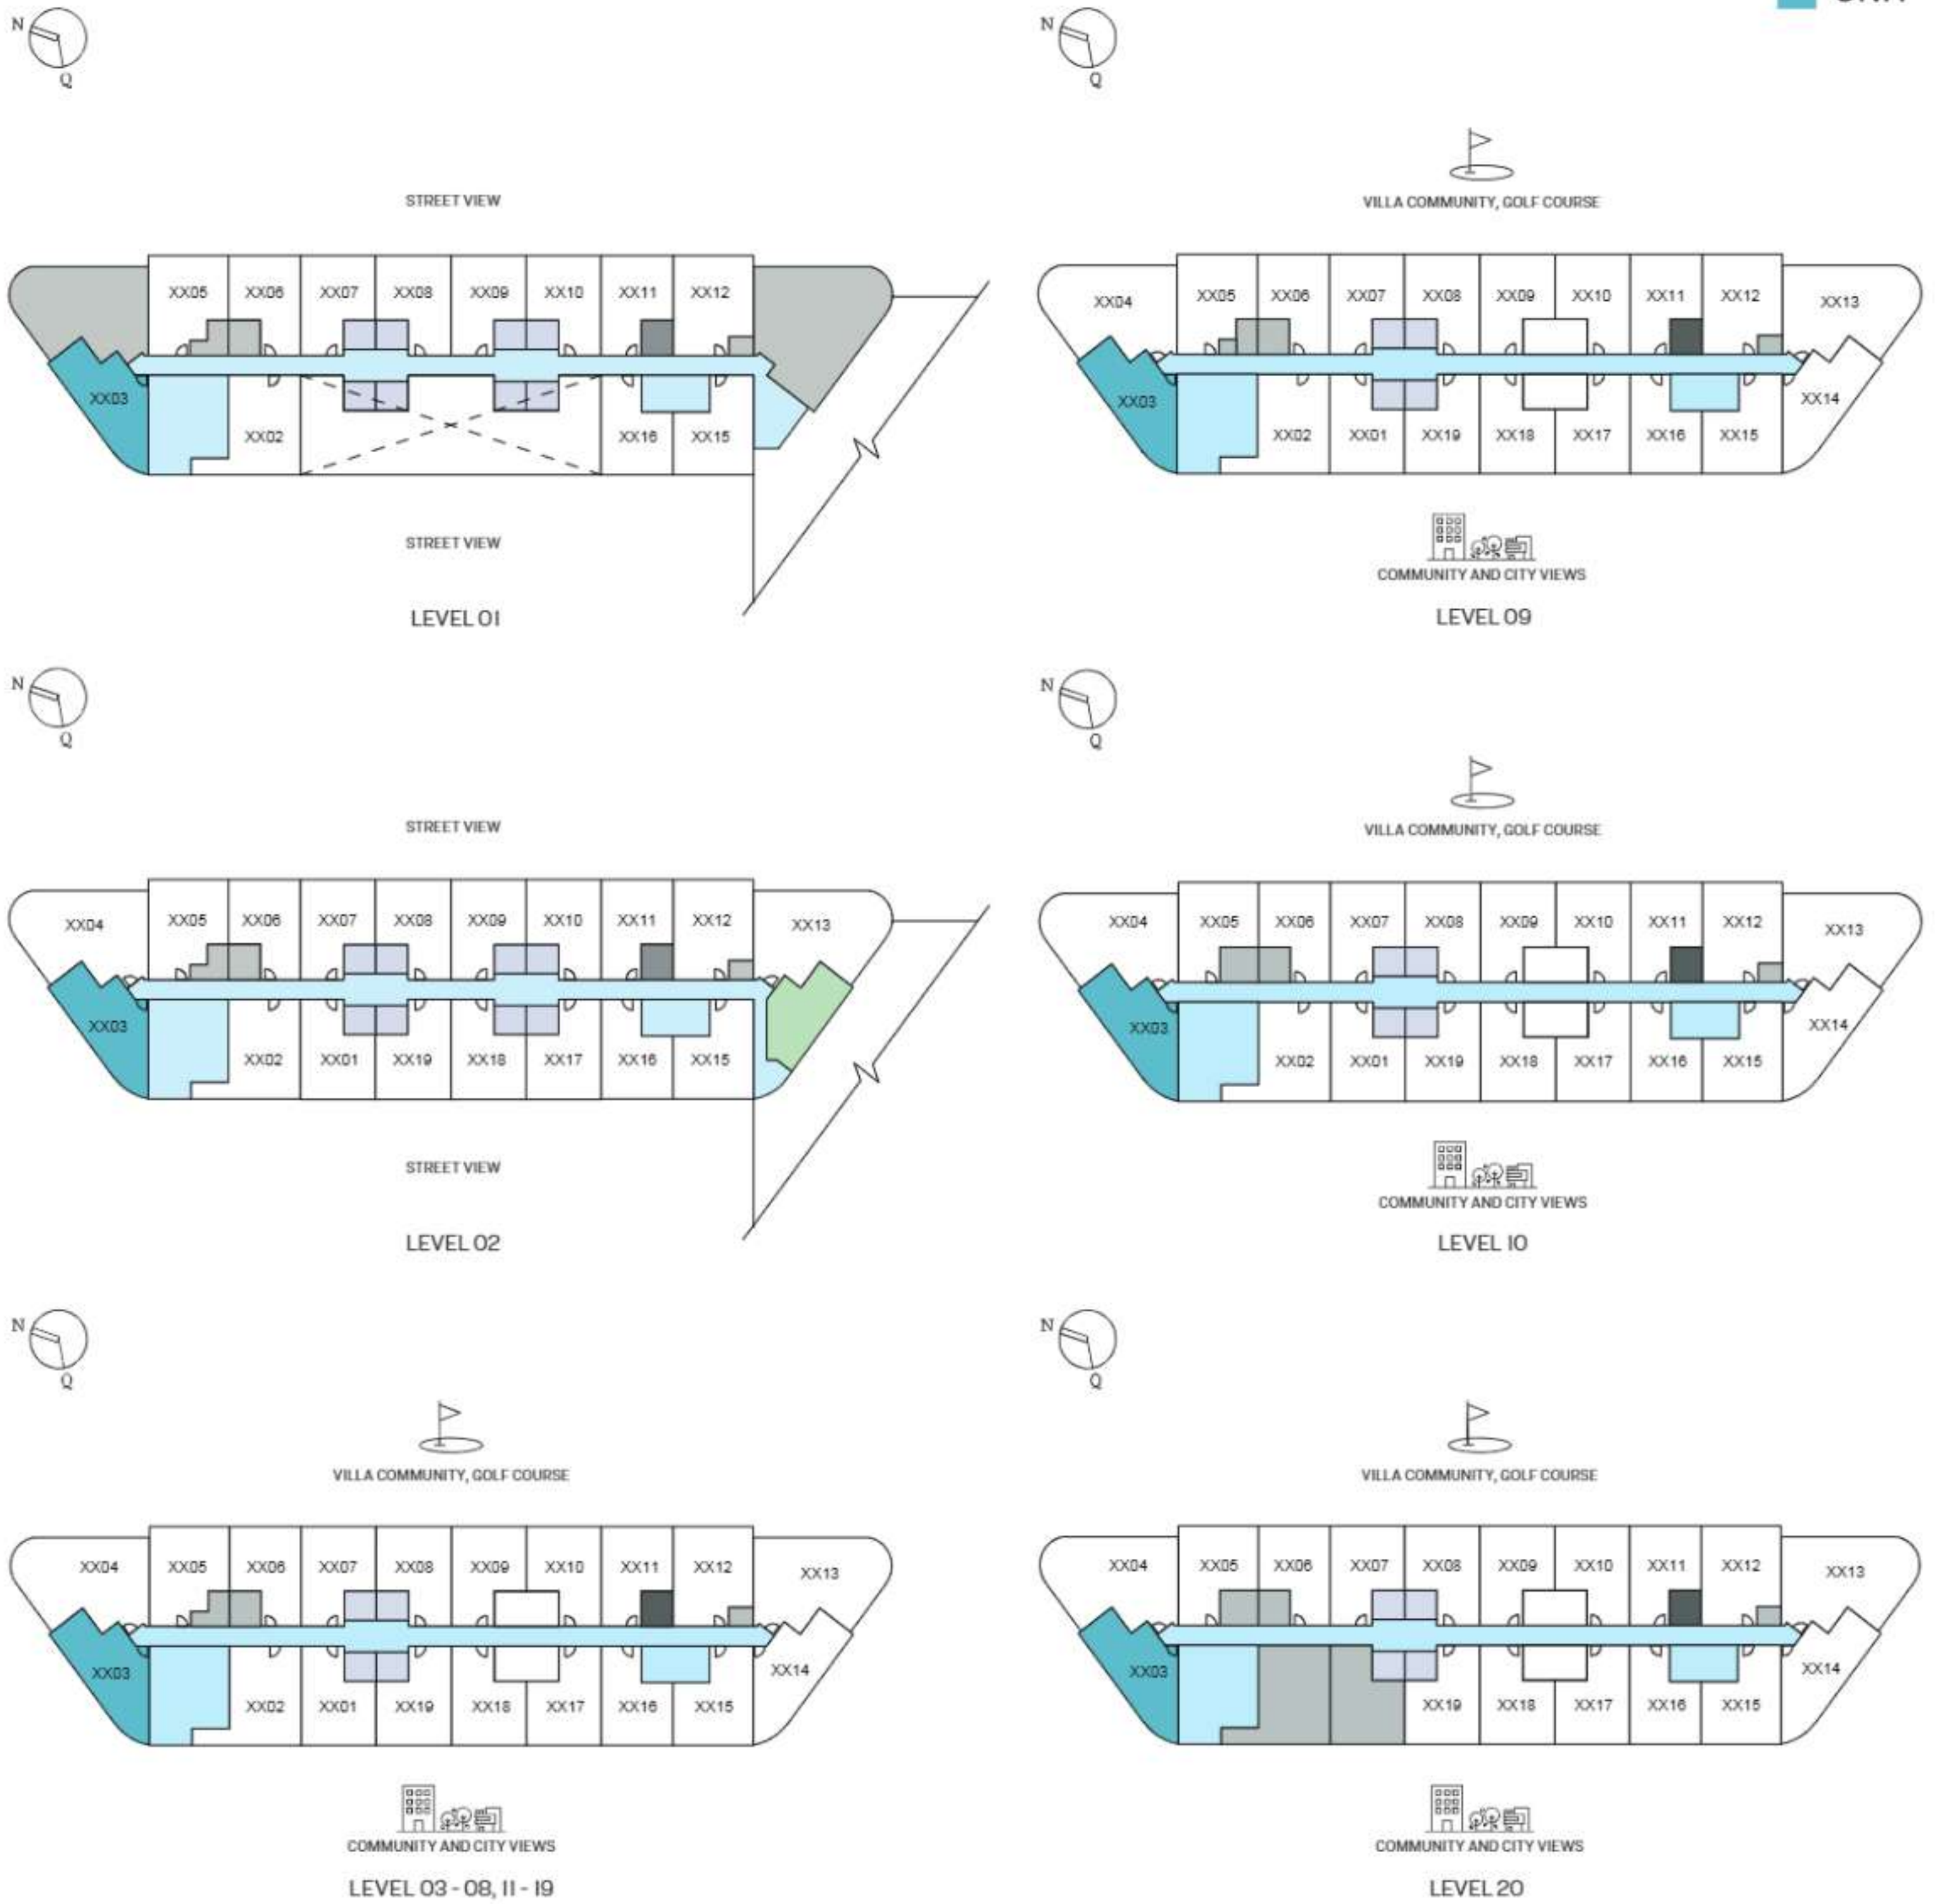 UNIT
N
Q
STREET VIEW
XX05 XX06 XX07 XX08 XX09 XX10 XX11 XX12
XX03
XX02 XX16 XX15
STREET VIEW
LEVEL 01
N
Q
VILLA COMMUNITY, GOLF COURSE
XX04 XX05 XX06 XX07 XX08 XX09 XX10 XX11 XX12 XX13
XX03 XX14
XX02 XX01 XX19 XX18 XX17 XX16 XX15
COMMUNITY AND CITY VIEWS
LEVEL 09
N
Q
STREET VIEW
XX04 XX05 XX06 XX07 XX08 XX09 XX10 XX11 XX12 XX13
XX03
XX02 XX01 XX19 XX18 XX17 XX16 XX15
STREET VIEW
LEVEL 02
N
Q
VILLA COMMUNITY, GOLF COURSE
XX04 XX05 XX06 XX07 XX08 XX09 XX10 XX11 XX12 XX13
XX03 XX14
XX02 XX01 XX19 XX18 XX17 XX16 XX15
COMMUNITY AND CITY VIEWS
LEVEL 10
N
Q
VILLA COMMUNITY, GOLF COURSE
XX04 XX05 XX06 XX07 XX08 XX09 XX10 XX11 XX12 XX13
XX03 XX14
XX02 XX01 XX19 XX18 XX17 XX16 XX15
COMMUNITY AND CITY VIEWS
LEVEL 03 - 08, 11 - 19
N
Q
VILLA COMMUNITY, GOLF COURSE
XX04 XX05 XX06 XX07 XX08 XX09 XX10 XX11 XX12 XX13
XX03 XX14
XX19 XX18 XX17 XX16 XX15
COMMUNITY AND CITY VIEWS
LEVEL 20